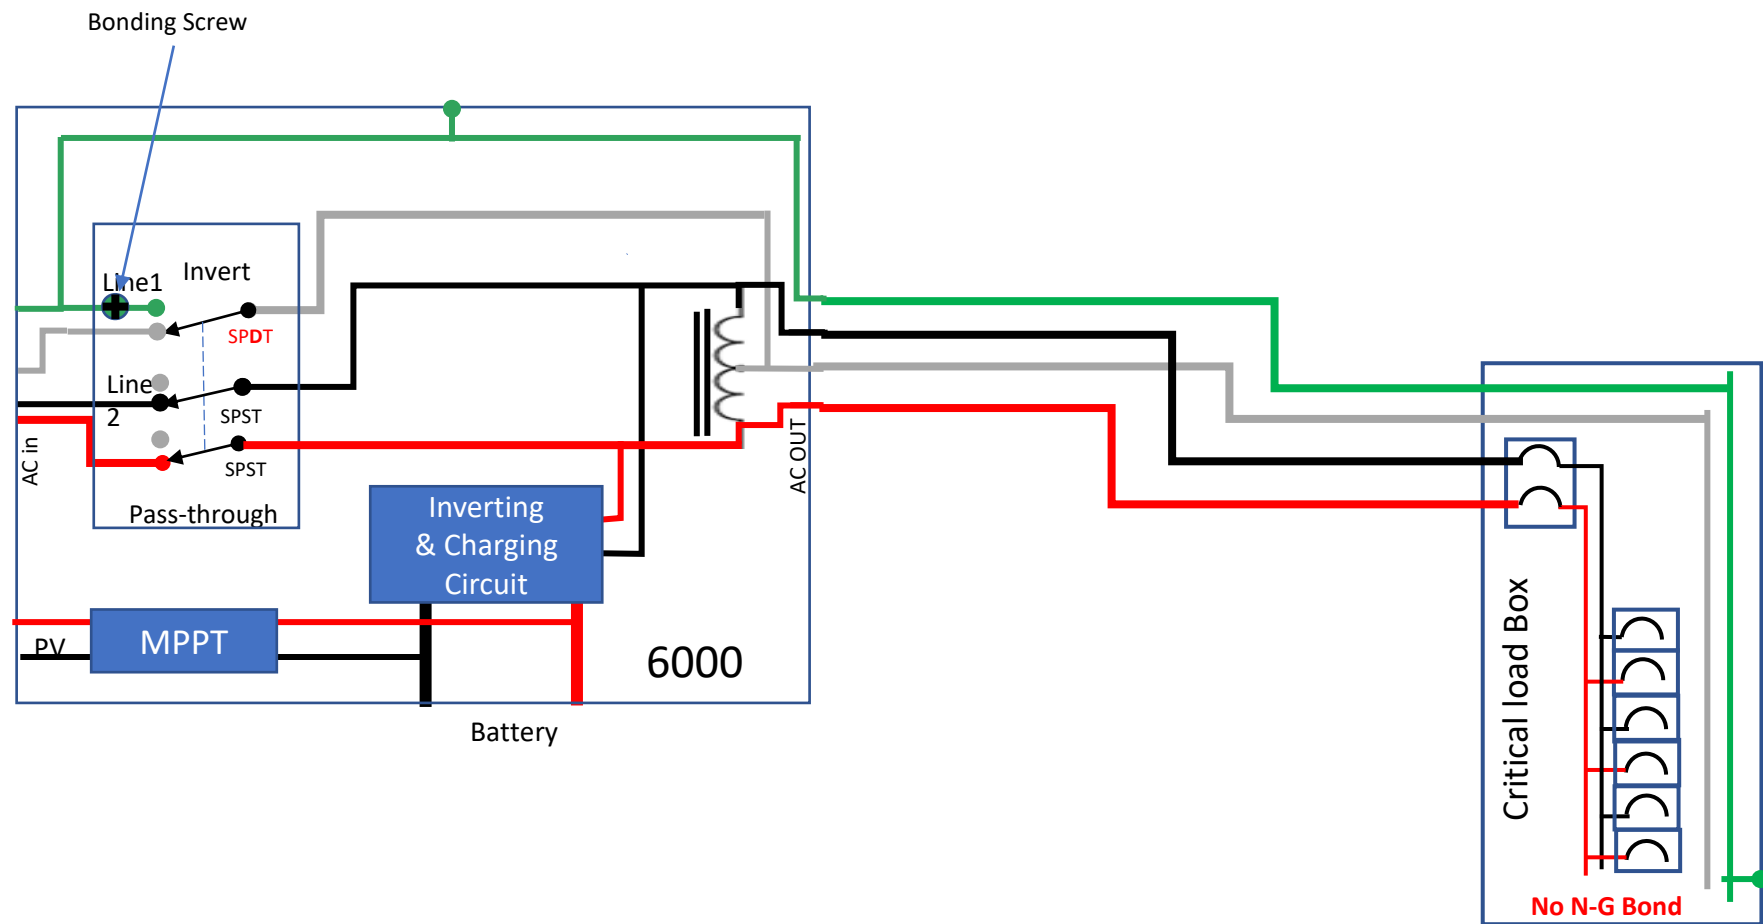 Bonding Screw
Line1
Invert
SPDT
Line
2
SPST
SPST
Pass-through
AC in
AC OUT
Inverting
& Charging
Circuit
PV
MPPT
6000
Battery
Critical load Box
No N-G Bond